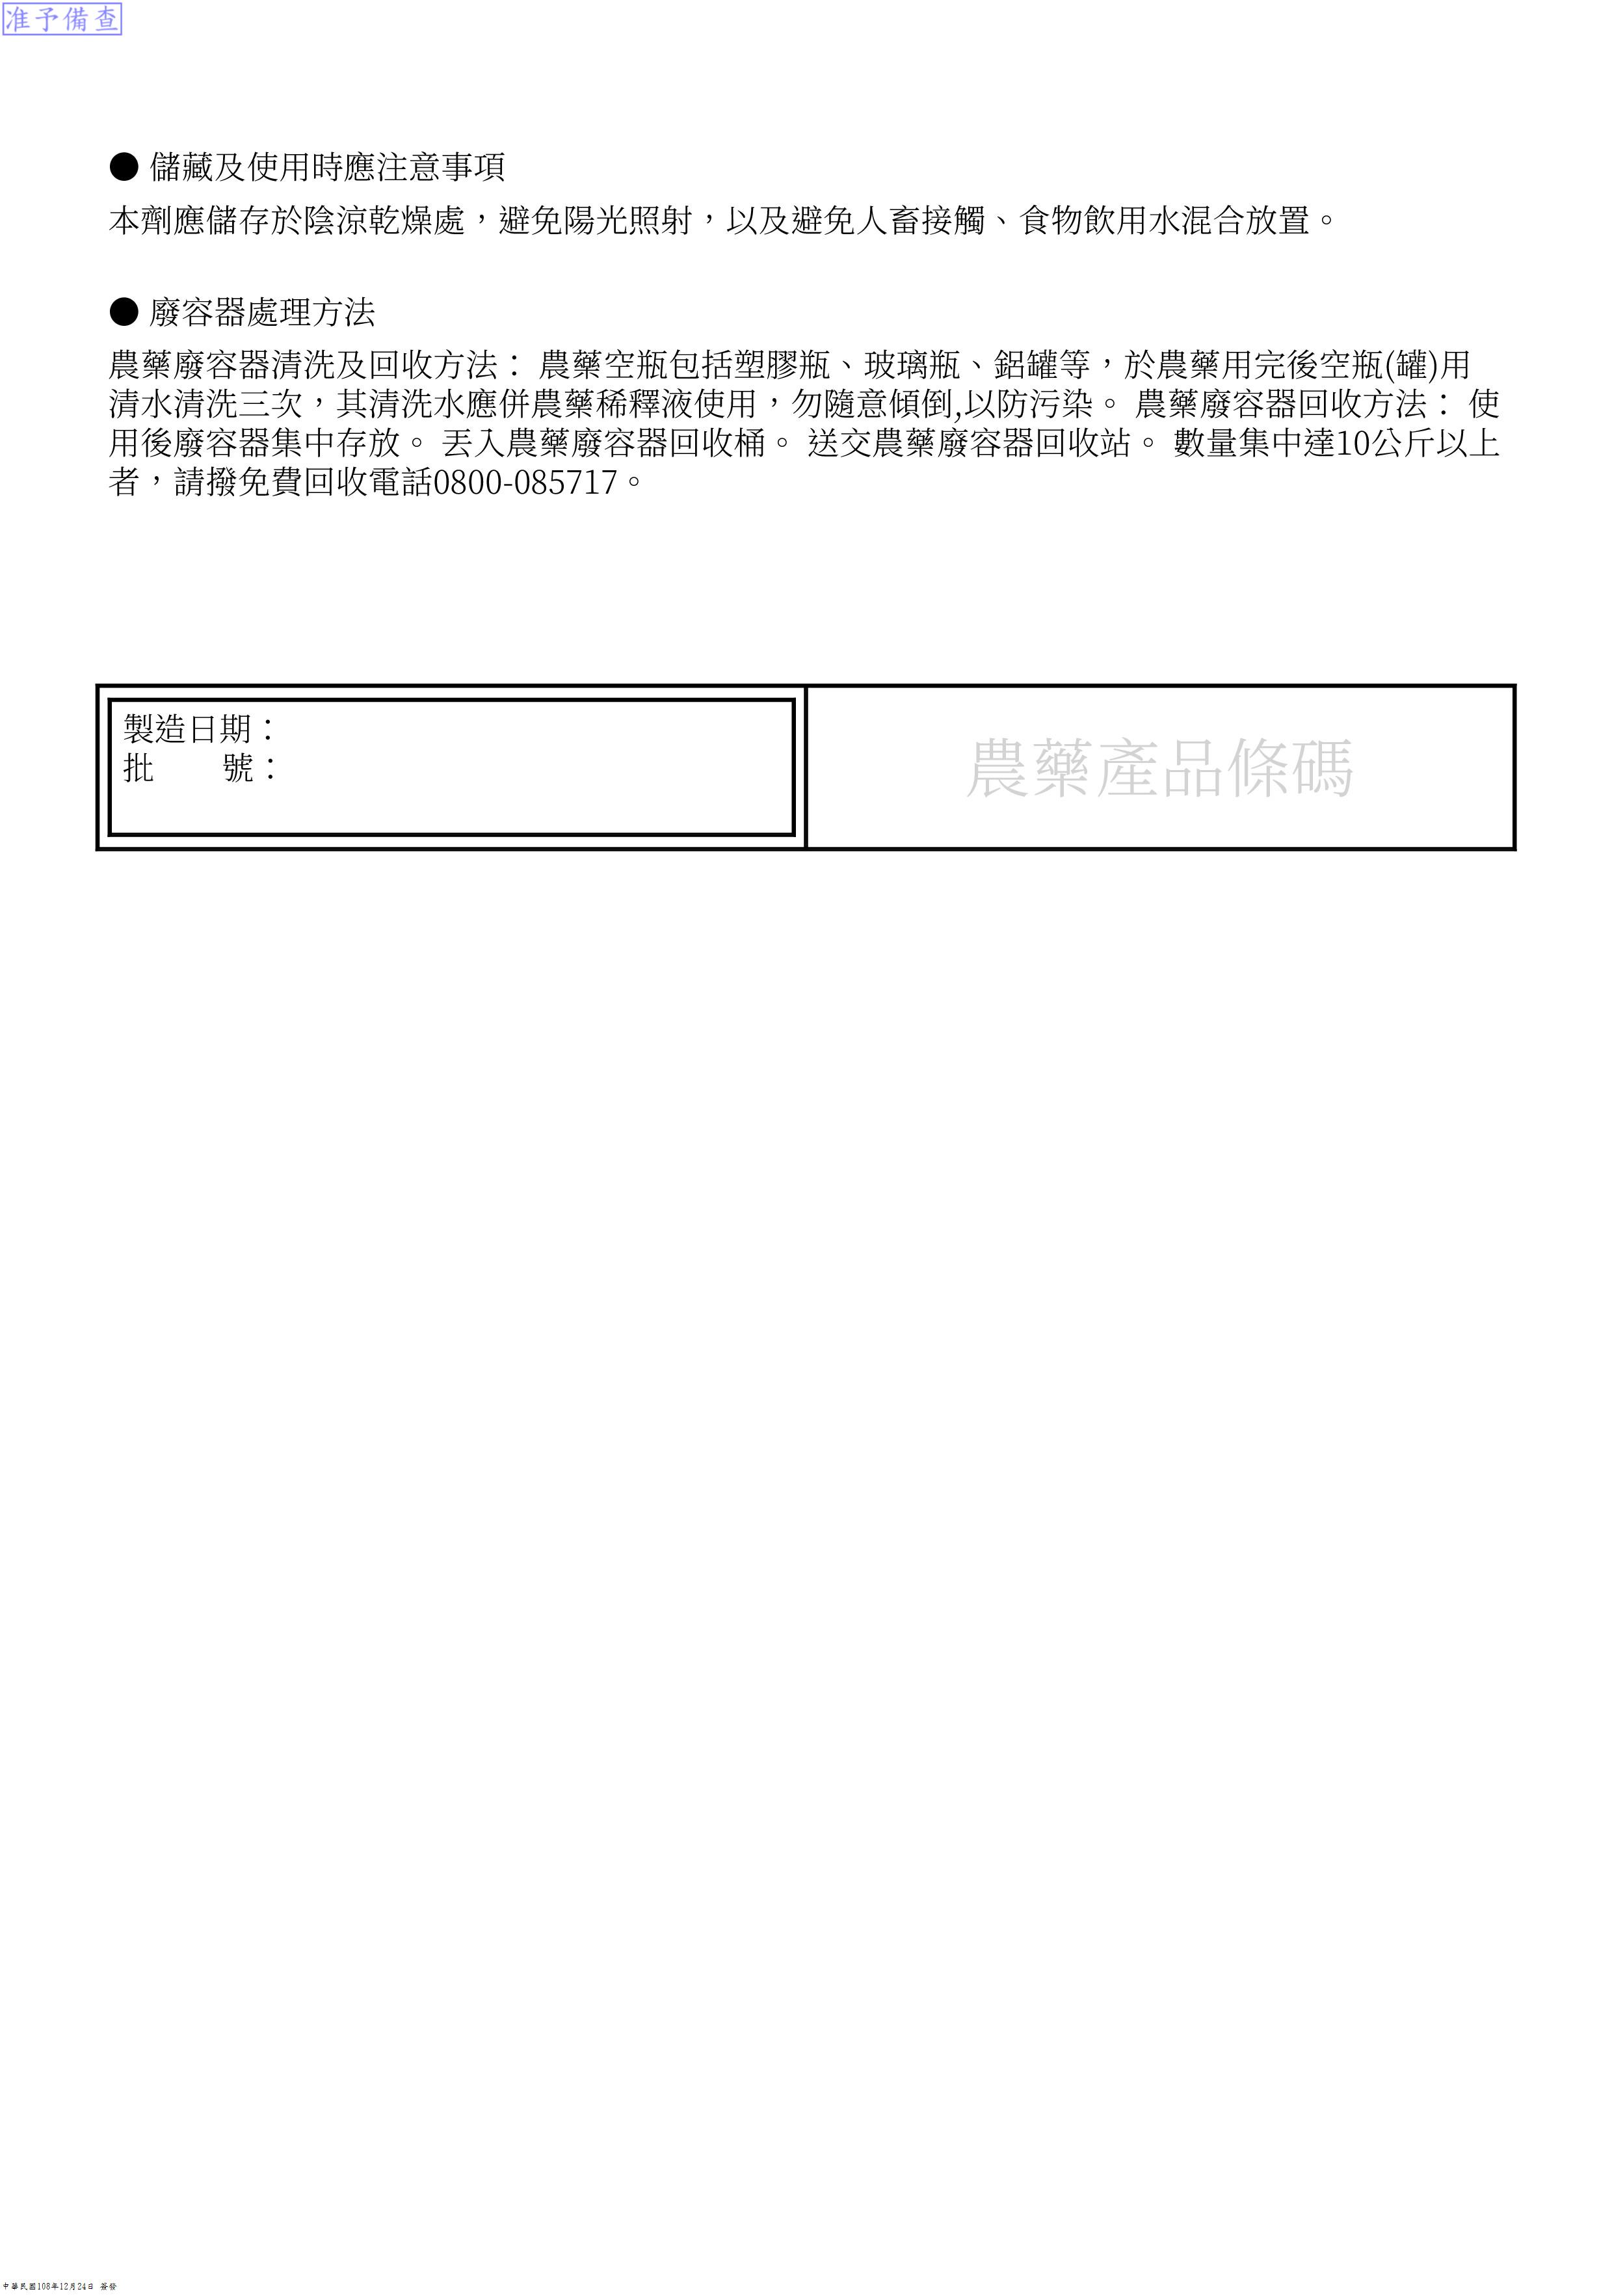 准予備查
● 儲藏及使用時應注意事項
本劑應儲存於陰涼乾燥處，避免陽光照射，以及避免人畜接觸、食物飲用水混合放置。
● 廢容器處理方法
農藥廢容器清洗及回收方法： 農藥空瓶包括塑膠瓶、玻璃瓶、鋁罐等，於農藥用完後空瓶(罐)用
清水清洗三次，其清洗水應併農藥稀釋液使用，勿隨意傾倒,以防污染。 農藥廢容器回收方法： 使
用後廢容器集中存放。 丟入農藥廢容器回收桶。 送交農藥廢容器回收站。 數量集中達10公斤以上
者，請撥免費回收電話0800-085717。
製造日期：
批　　號：
農藥產品條碼
中華民國108年12月24日 簽發